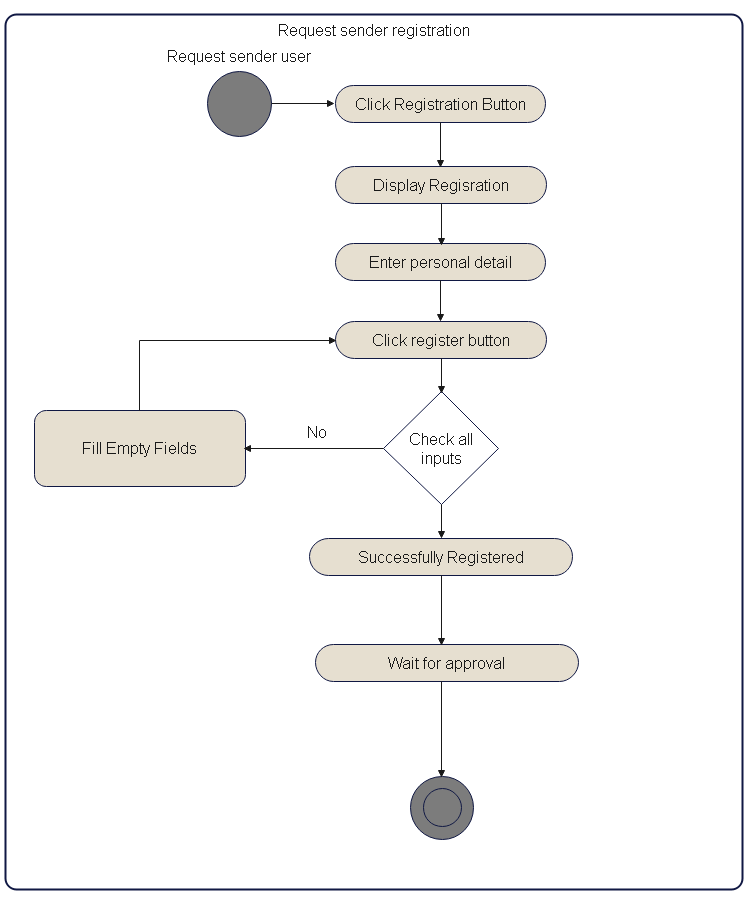 Request sender registration
Request sender user
Click Registration Button
Display Regisration
Enter personal detail
Click register button
No
Check all
inputs
Fill Empty Fields
Successfully Registered
Wait for approval